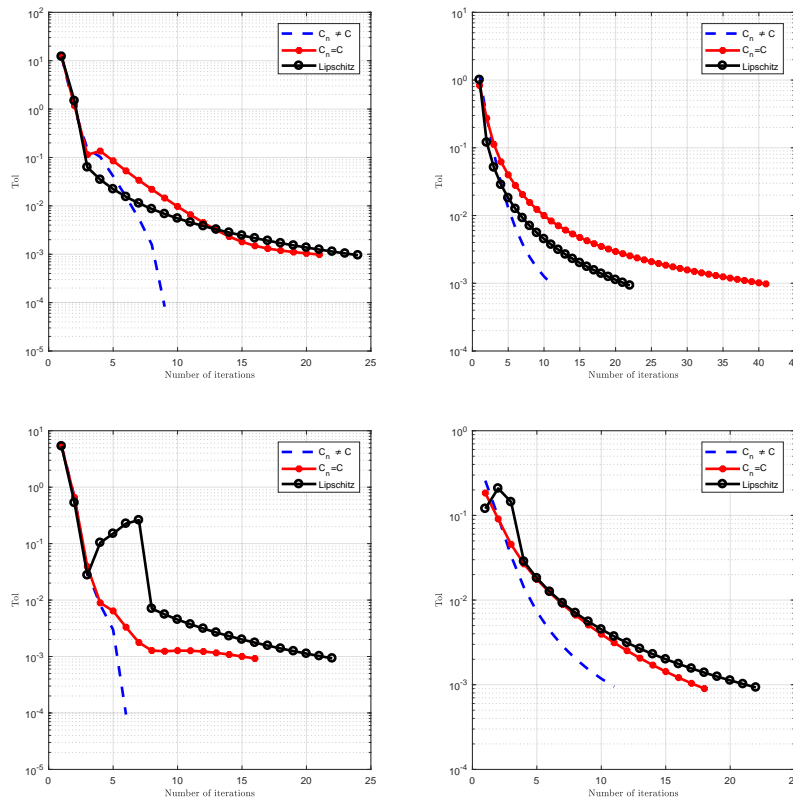 10^2
10^1
10^0
10^-1
10^-2
10^-3
10^-4
10^-5
Tol
0 5 10 15 20 25
Number of iterations
C_n ≠ C
C_n=C
Lipschitz
10^1
10^0
10^-1
10^-2
10^-3
10^-4
Tol
0 5 10 15 20 25 30 35 40
Number of iterations
C_n ≠ C
C_n=C
Lipschitz
10^1
10^0
10^-1
10^-2
10^-3
10^-4
10^-5
Tol
0 5 10 15 20 25
Number of iterations
C_n ≠ C
C_n=C
Lipschitz
10^0
10^-1
10^-2
10^-3
10^-4
Tol
0 5 10 15 20
Number of iterations
C_n ≠ C
C_n=C
Lipschitz